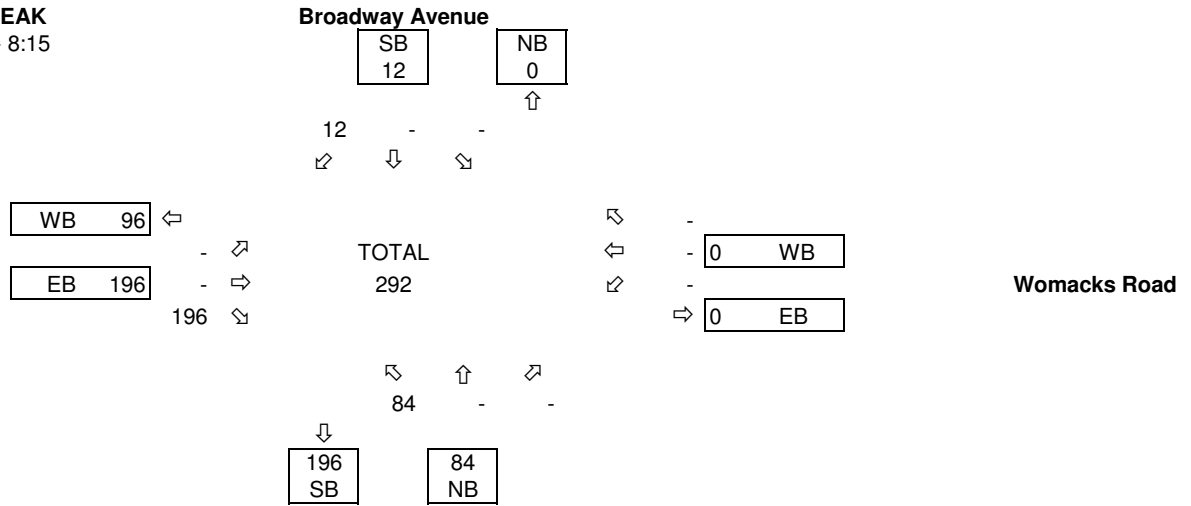 EAK Broadway Avenue
8:15 SB NB
12 0
⇧
12 - -
⬃ ⇩ ⬂
WB 96 ⇦ ⬁ -
- ⬀ TOTAL ⇦ - 0 WB
EB 196 - ⇨ 292 ⬃ - Womacks Road
196 ⬂ ⇨ 0 EB
⬁ ⇧ ⬀
84 - -
⇩
196 84
SB NB